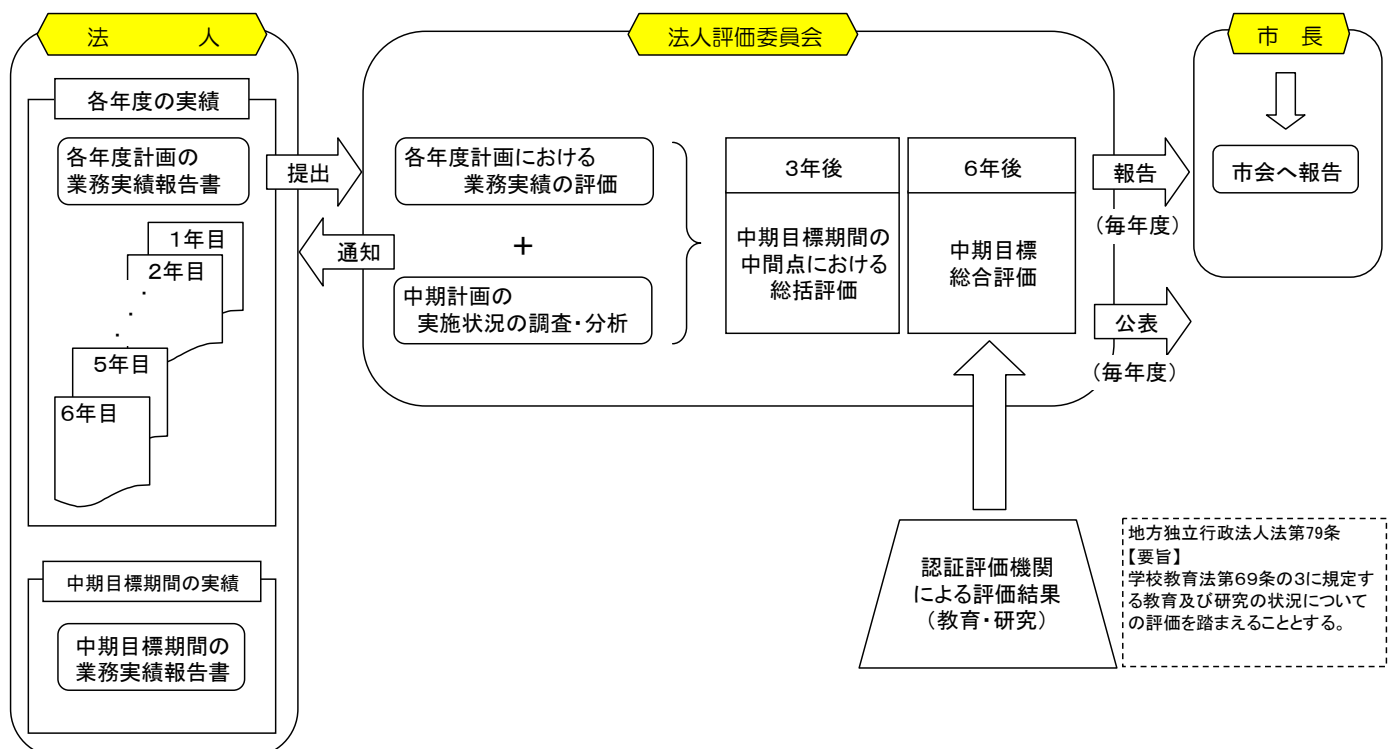 法　　　人
各年度の実績
各年度計画の
業務実績報告書
1年目
2年目
・
・
・
5年目
6年目
中期目標期間の実績
中期目標期間の
業務実績報告書
提出
通知
法人評価委員会
各年度計画における
業務実績の評価
＋
中期計画の
実施状況の調査・分析
3年後
中期目標期間の
中間点における
総括評価
6年後
中期目標
総合評価
報告
（毎年度）
公表
（毎年度）
市　長
市会へ報告
認証評価機関
による評価結果
（教育・研究）
地方独立行政法人法第79条
【要旨】
学校教育法第69条の3に規定す
る教育及び研究の状況について
の評価を踏まえることとする。